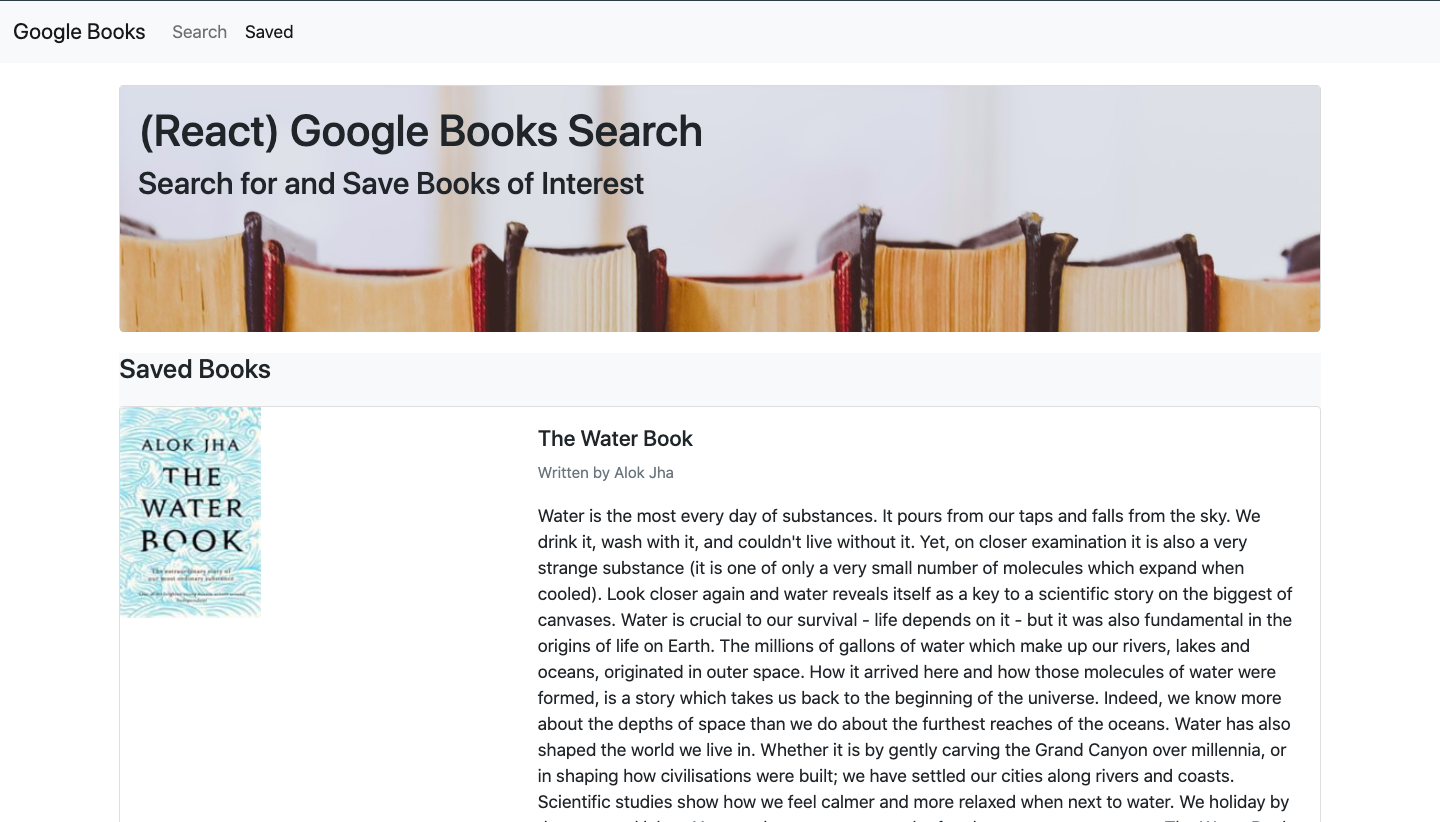 Google Books Search Saved
(React) Google Books Search
Search for and Save Books of Interest
Saved Books
ALOK JHA
THE
WATER
BOOK
The extraordinary story of
our most ordinary substance
The Water Book
Written by Alok Jha
Water is the most every day of substances. It pours from our taps and falls from the sky. We
drink it, wash with it, and couldn't live without it. Yet, on closer examination it is also a very
strange substance (it is one of only a very small number of molecules which expand when
cooled). Look closer again and water reveals itself as a key to a scientific story on the biggest of
canvases. Water is crucial to our survival - life depends on it - but it was also fundamental in the
origins of life on Earth. The millions of gallons of water which make up our rivers, lakes and
oceans, originated in outer space. How it arrived here and how those molecules of water were
formed, is a story which takes us back to the beginning of the universe. Indeed, we know more
about the depths of space than we do about the furthest reaches of the oceans. Water has also
shaped the world we live in. Whether it is by gently carving the Grand Canyon over millennia, or
in shaping how civilisations were built; we have settled our cities along rivers and coasts.
Scientific studies show how we feel calmer and more relaxed when next to water. We holiday by